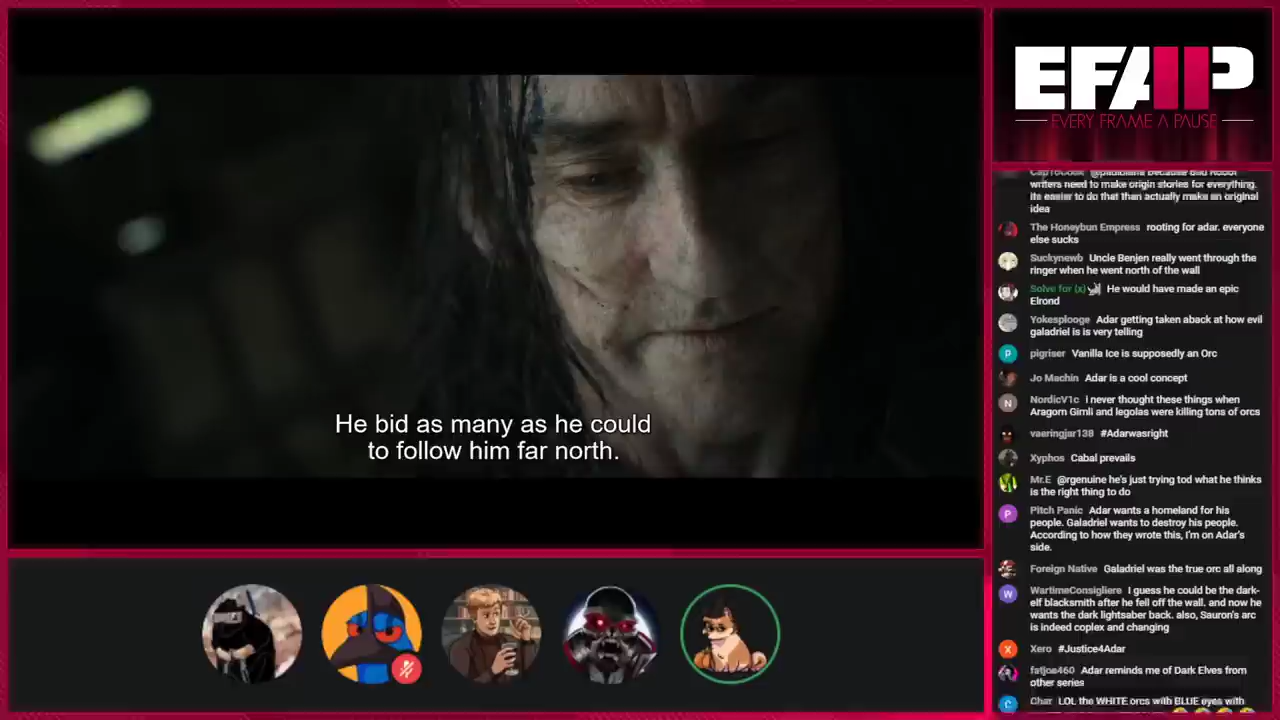 He bid as many as he could
to follow him far north.
EFAP
EVERY FRAME A PAUSE
writers need to make origin stories for everything.
its easier to do that than actually make an original
idea
The Honeybun Empress rooting for adar. everyone
else sucks
Suckynewb Uncle Benjen really went through the
ringer when he went north of the wall
Solve for (x) He would have made an epic
Elrond
Yokesplooge Adar getting taken aback at how evil
galadriel is is very telling
P pigriser Vanilla Ice is supposedly an Orc
Jo Machin Adar is a cool concept
N NordicV1c i never thought these things when
Aragorn Gimli and legolas were killing tons of orcs
vaeringjar138 #Adarwasright
Xyphos Cabal prevails
Mr.E @rgenuine he's just trying tod what he thinks
is the right thing to do
P Pitch Panic Adar wants a homeland for his
people. Galadriel wants to destroy his people.
According to how they wrote this, I'm on Adar's
side.
Foreign Native Galadriel was the true orc all along
W WartimeConsigliere I guess he could be the dark-
elf blacksmith after he fell off the wall. and now he
wants the dark lightsaber back. also, Sauron's arc
is indeed coplex and changing
X Xero #Justice4Adar
fatjoe460 Adar reminds me of Dark Elves from
other series
C Char LOL the WHITE orcs with BLUE eyes with